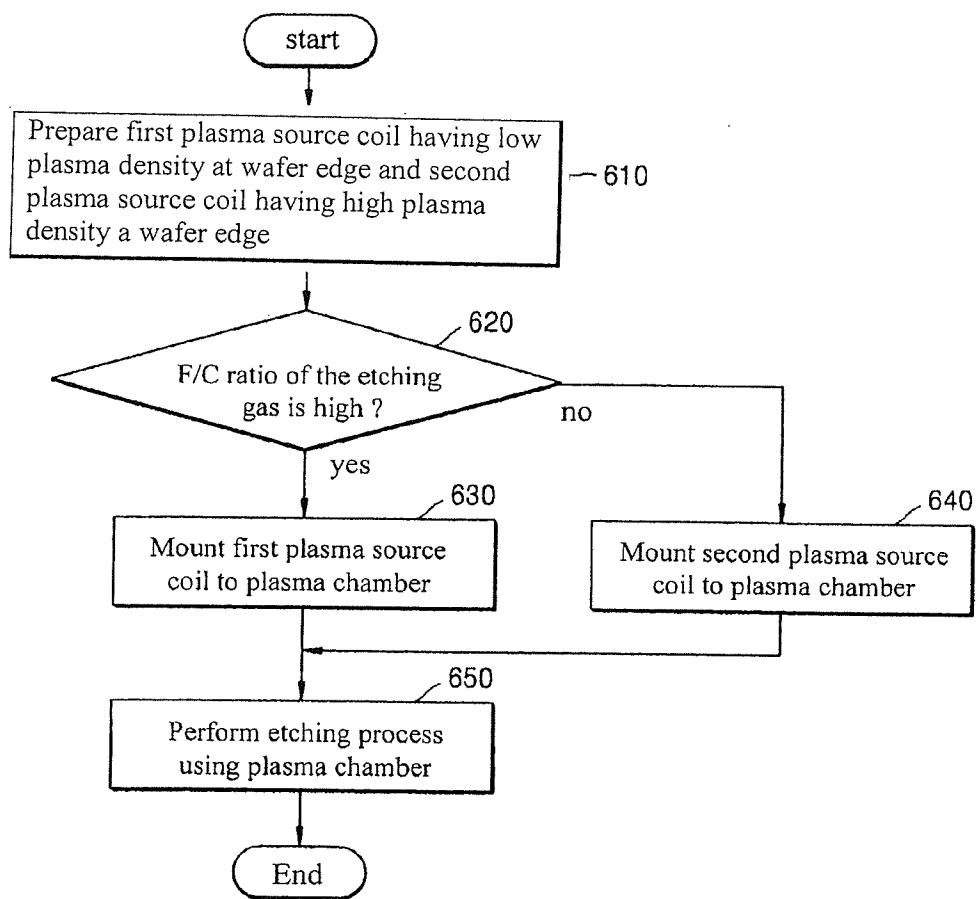 start
Prepare first plasma source coil having low
plasma density at wafer edge and second
plasma source coil having high plasma
density a wafer edge
610
620
F/C ratio of the etching
gas is high ?
no
yes
630
Mount first plasma source
coil to plasma chamber
640
Mount second plasma source
coil to plasma chamber
650
Perform etching process
using plasma chamber
End